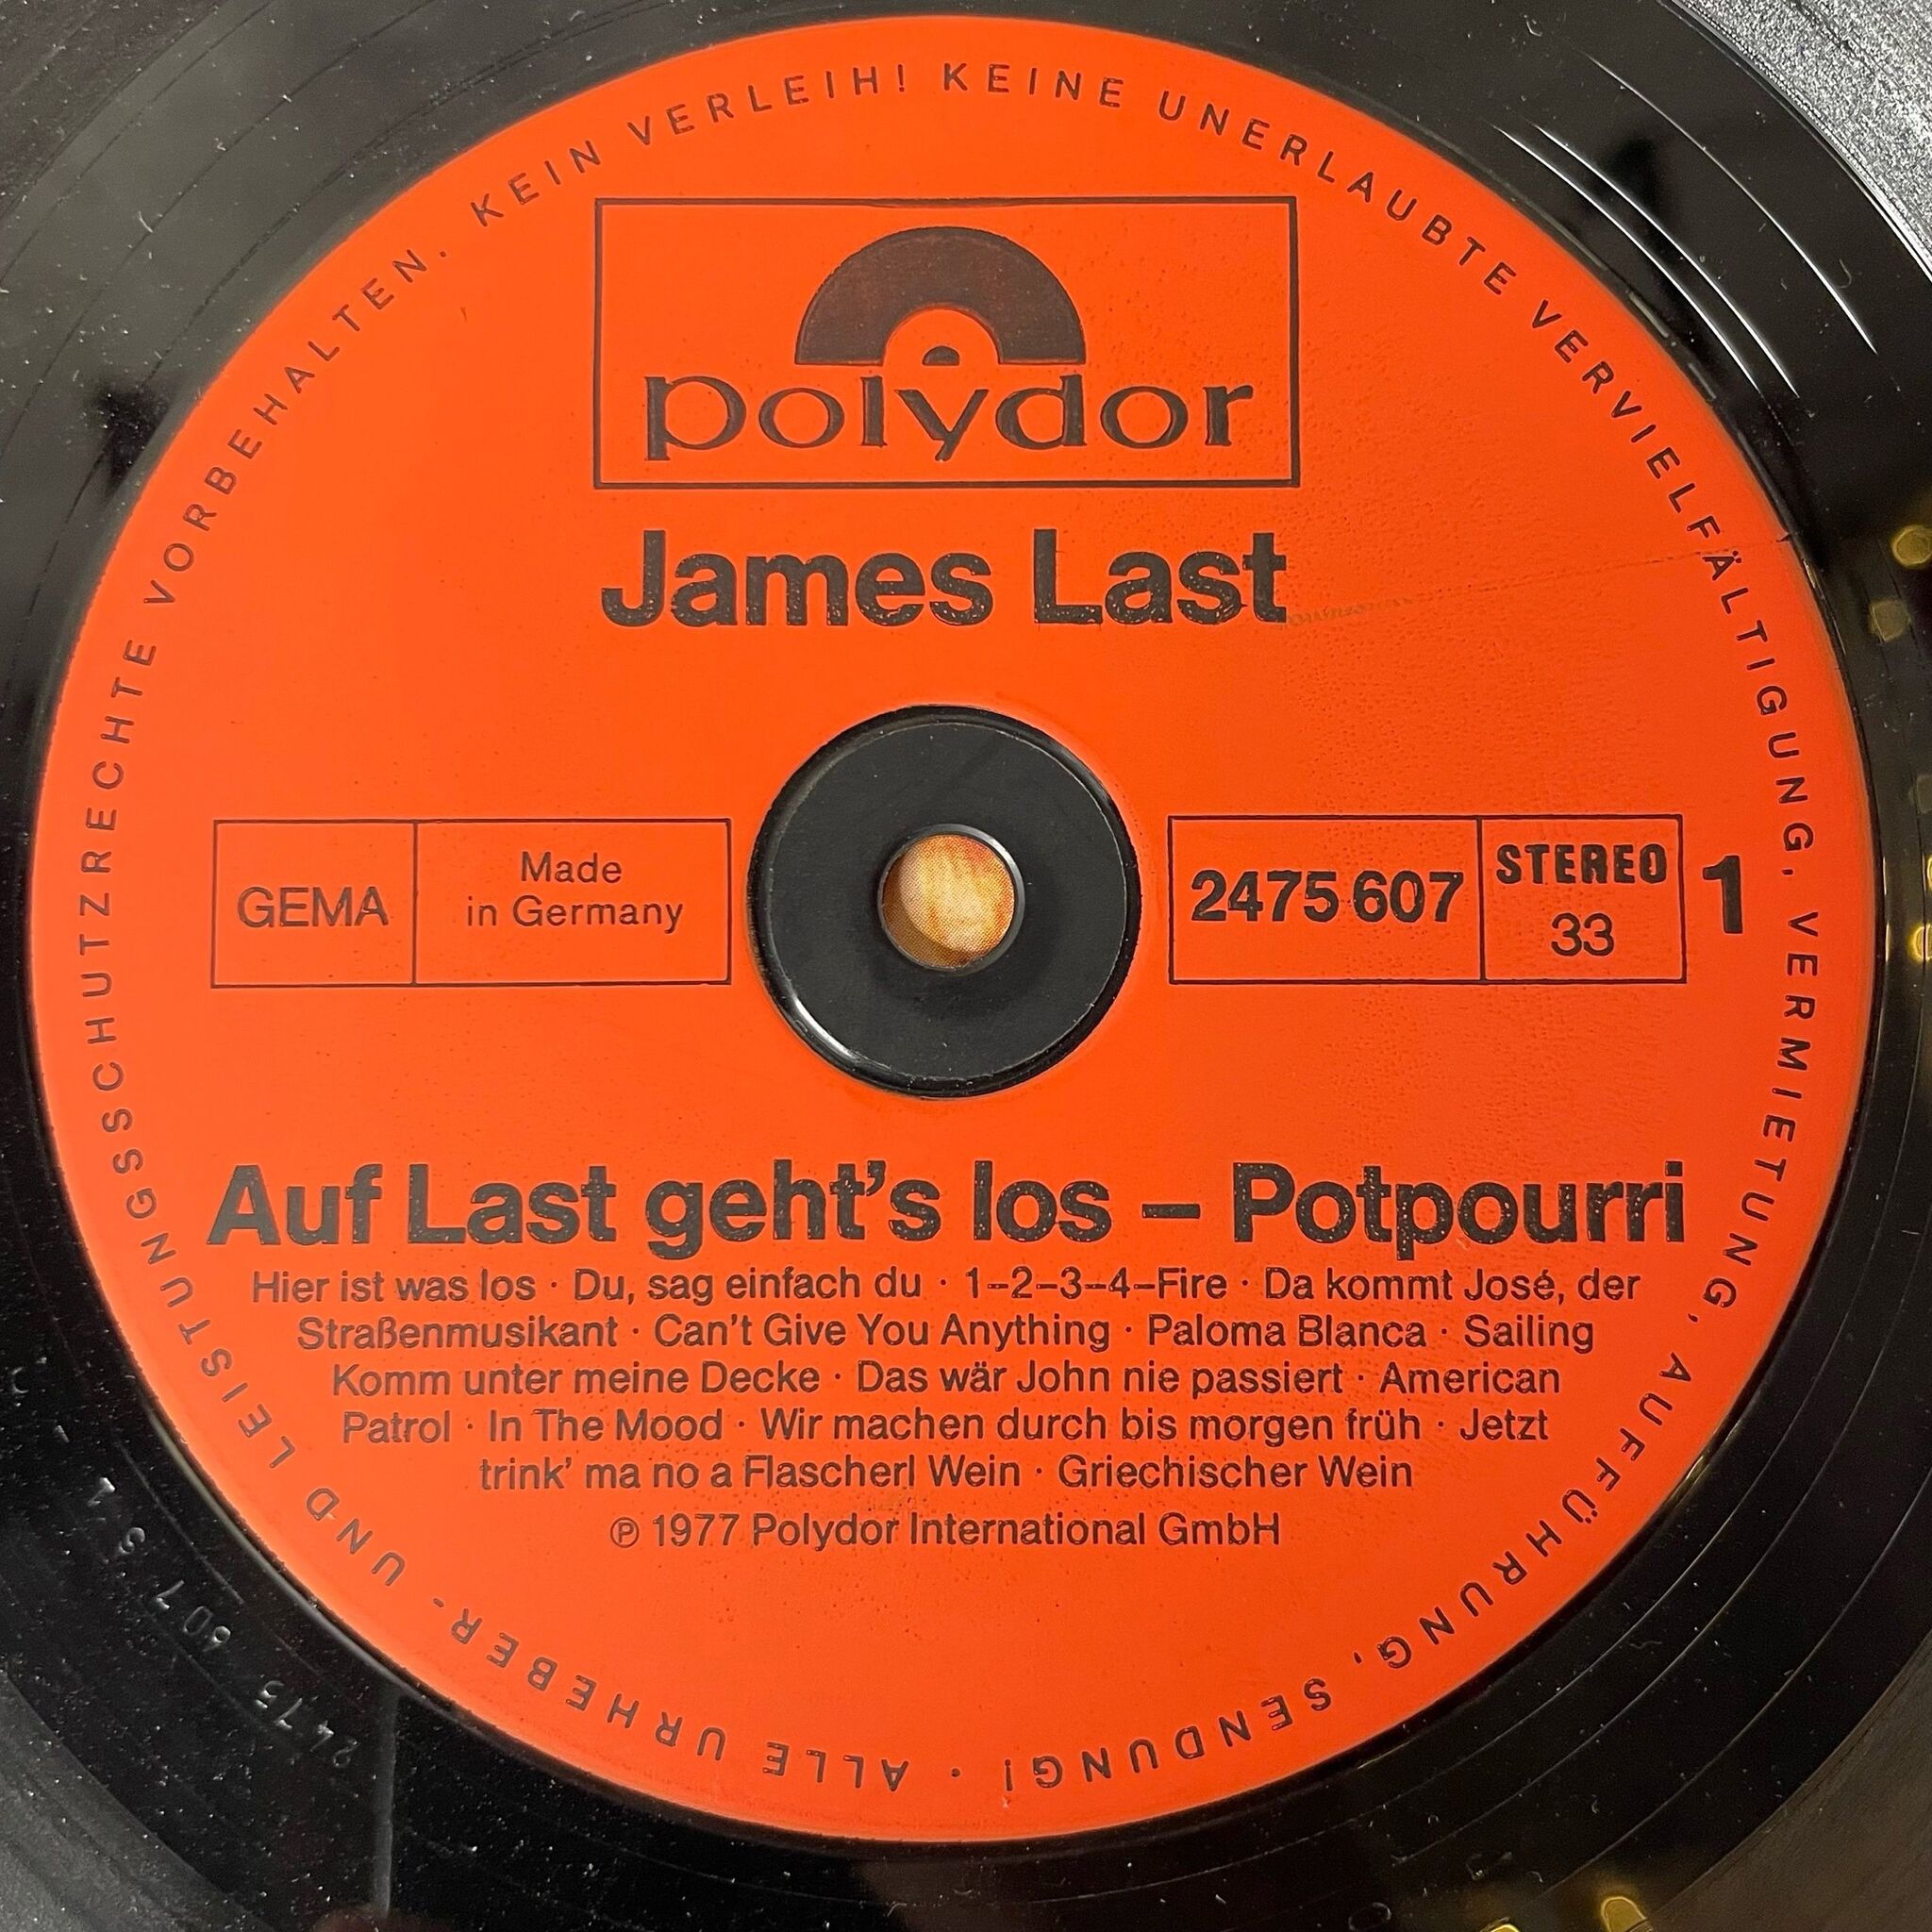 ALLE URHEBER- UND LEISTUNGSSCHUTZRECHTE VORBEHALTEN. KEIN VERLEIH! KEINE UNERLAUBTE VERVIELFÄLTIGUNG, VERMIETUNG, AUFFÜHRUNG, SENDUNG! ·
polydor
James Last
GEMA
Made
in Germany
2475 607
STEREO
33
1
Auf Last geht's los – Potpourri
Hier ist was los · Du, sag einfach du · 1–2–3–4–Fire · Da kommt José, der
Straßenmusikant · Can't Give You Anything · Paloma Blanca · Sailing
Komm unter meine Decke · Das wär John nie passiert · American
Patrol · In The Mood · Wir machen durch bis morgen früh · Jetzt
trink' ma no a Flascherl Wein · Griechischer Wein
℗ 1977 Polydor International GmbH
2475 607 S 1